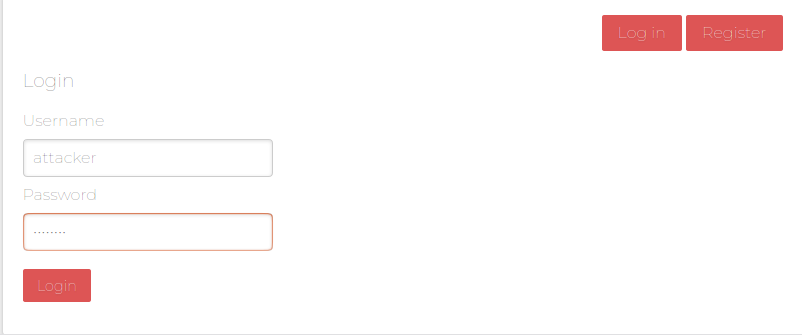 Log in Register
Login
Username
attacker
Password
........
Login